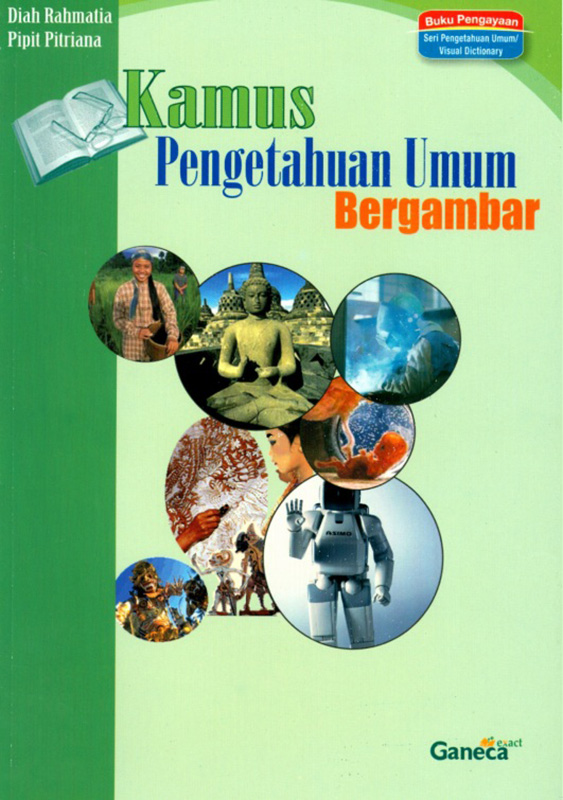 Diah Rahmatia
Pipit Pitriana
Buku Pengayaan
Seri Pengetahuan Umum/
Visual Dictionary
Kamus
Pengetahuan Umum
Bergambar
ASIMO
Ganeca exact